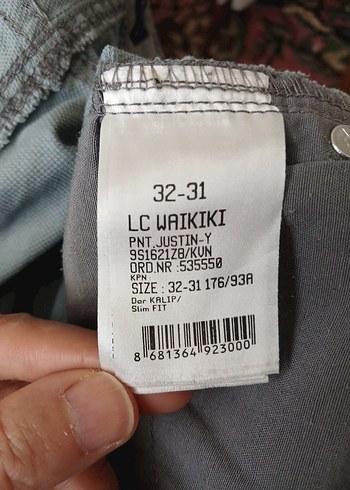 32-31
LC WAIKIKI
PNT.JUSTIN-Y
9S1621Z8/KVN
ORD.NR :535550
KPN:
SIZE : 32-31 176/93A
Dar KALIP/
Slim FIT
8 681364 923000